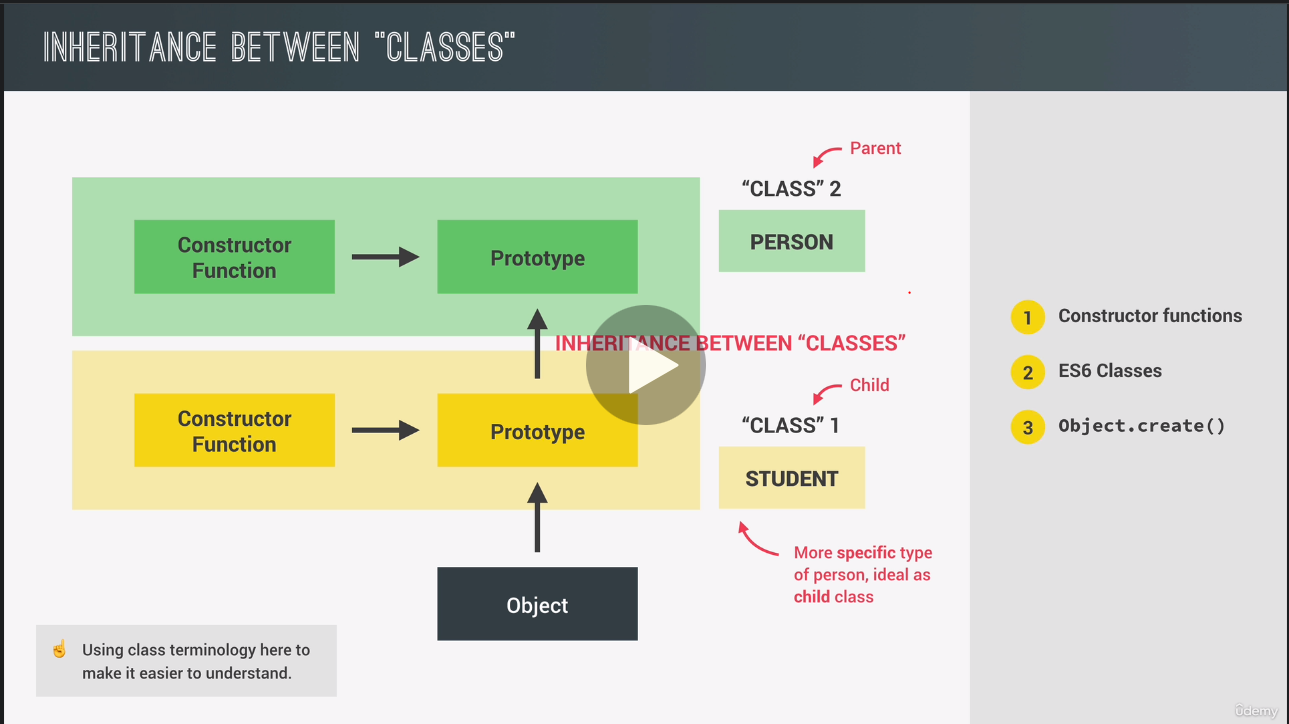 INHERITANCE BETWEEN "CLASSES"
Parent
“CLASS” 2
Constructor
Function
Prototype
PERSON
INHERITANCE BETWEEN “CLASSES”
Child
“CLASS” 1
Constructor
Function
Prototype
STUDENT
More specific type
of person, ideal as
child class
Object
☝ Using class terminology here to
make it easier to understand.
1 Constructor functions
2 ES6 Classes
3 Object.create()
Udemy